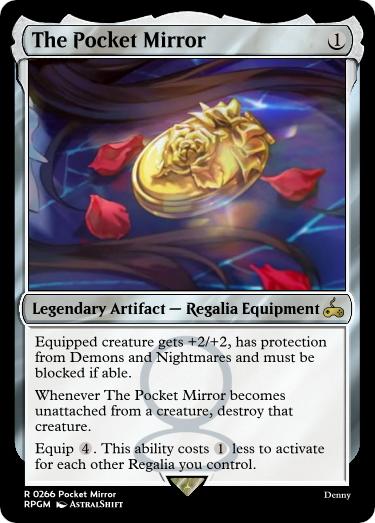 The Pocket Mirror 1
Legendary Artifact — Regalia Equipment
Equipped creature gets +2/+2, has protection
from Demons and Nightmares and must be
blocked if able.
Whenever The Pocket Mirror becomes
unattached from a creature, destroy that
creature.
Equip 4. This ability costs 1 less to activate
for each other Regalia you control.
R 0266 Pocket Mirror
Denny
RPGM AstralShift